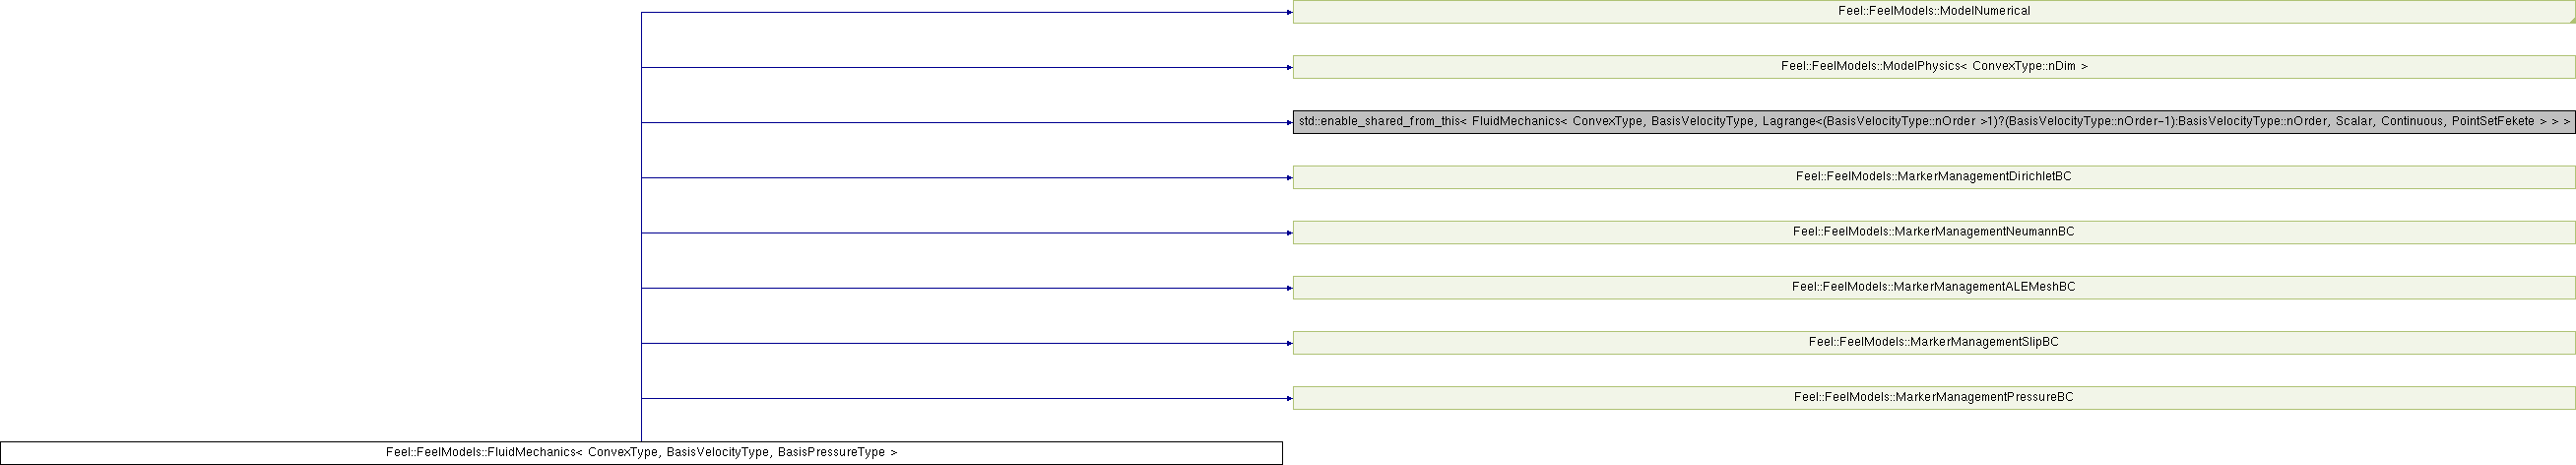 Feel::FeelModels::ModelNumerical
Feel::FeelModels::ModelPhysics< ConvexType::nDim >
std::enable_shared_from_this< FluidMechanics< ConvexType, BasisVelocityType, Lagrange<(BasisVelocityType::nOrder >1)?(BasisVelocityType::nOrder-1):BasisVelocityType::nOrder, Scalar, Continuous, PointSetFekete > > >
Feel::FeelModels::MarkerManagementDirichletBC
Feel::FeelModels::MarkerManagementNeumannBC
Feel::FeelModels::MarkerManagementALEMeshBC
Feel::FeelModels::MarkerManagementSlipBC
Feel::FeelModels::MarkerManagementPressureBC
Feel::FeelModels::FluidMechanics< ConvexType, BasisVelocityType, BasisPressureType >